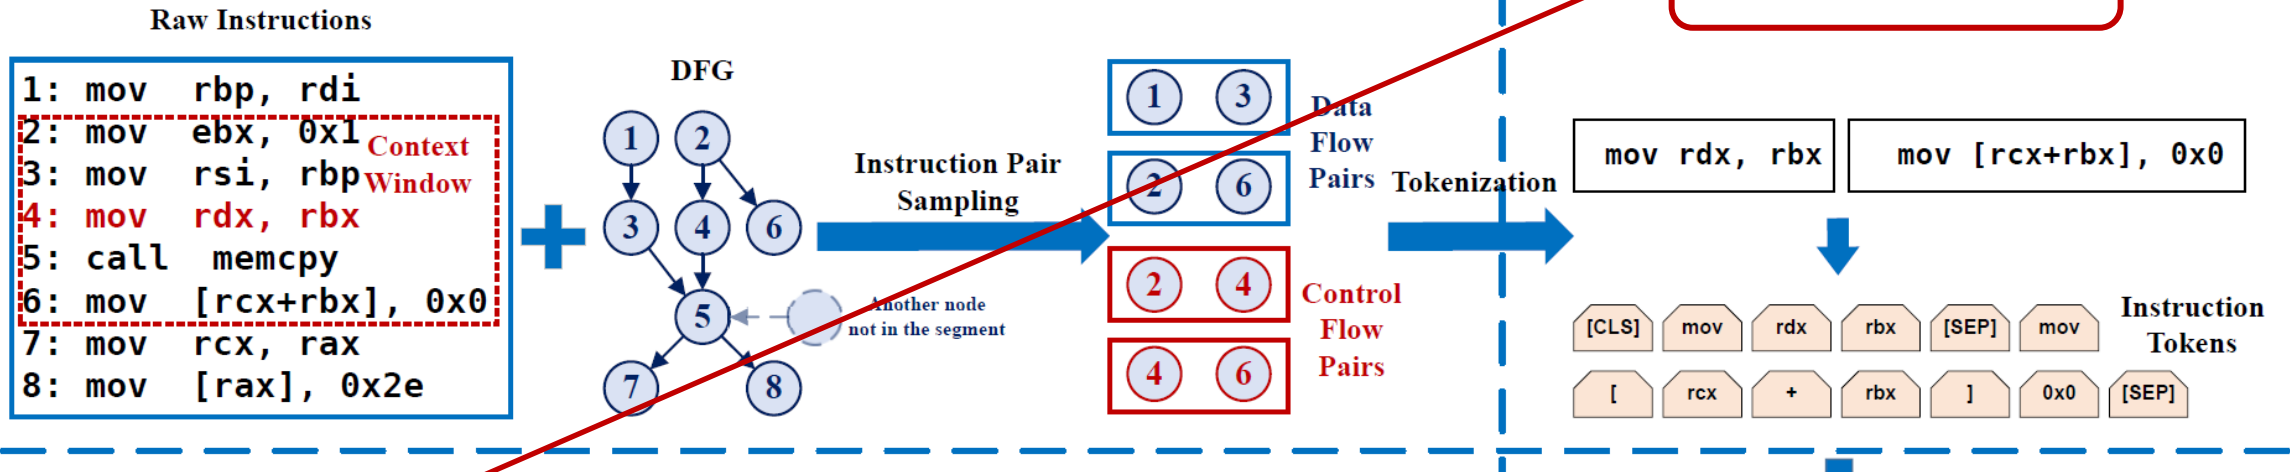 Raw Instructions
1: mov rbp, rdi
2: mov ebx, 0x1
3: mov rsi, rbp
4: mov rdx, rbx
5: call memcpy
6: mov [rcx+rbx], 0x0
7: mov rcx, rax
8: mov [rax], 0x2e
Context
Window
DFG
1 2
3 4 6
5
7 8
Another node
not in the segment
Instruction Pair
Sampling
1 3
2 6
Data
Flow
Pairs
2 4
4 6
Control
Flow
Pairs
Tokenization
mov rdx, rbx
mov [rcx+rbx], 0x0
[CLS] mov rdx rbx [SEP] mov
[ rcx + rbx ] 0x0 [SEP]
Instruction
Tokens